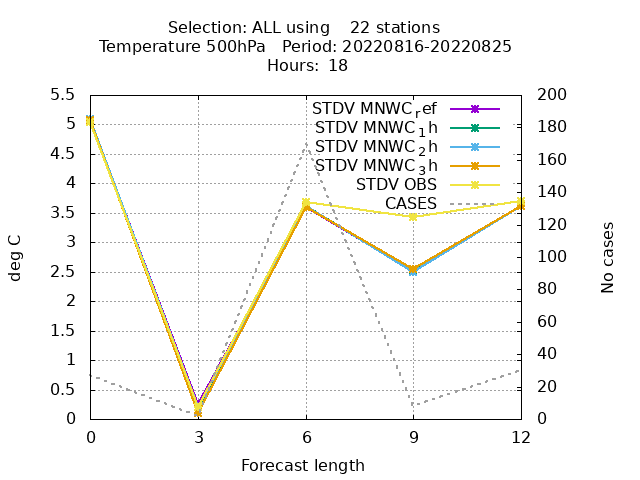 Selection: ALL using    22 stations
Temperature 500hPa   Period: 20220816-20220825
Hours:  18
5.5
5
4.5
4
3.5
3
2.5
2
1.5
1
0.5
0
deg C
STDV MNWC_ref
STDV MNWC_1h
STDV MNWC_2h
STDV MNWC_3h
STDV OBS
CASES
200
180
160
140
120
100
80
60
40
20
0
No cases
0 3 6 9 12
Forecast length